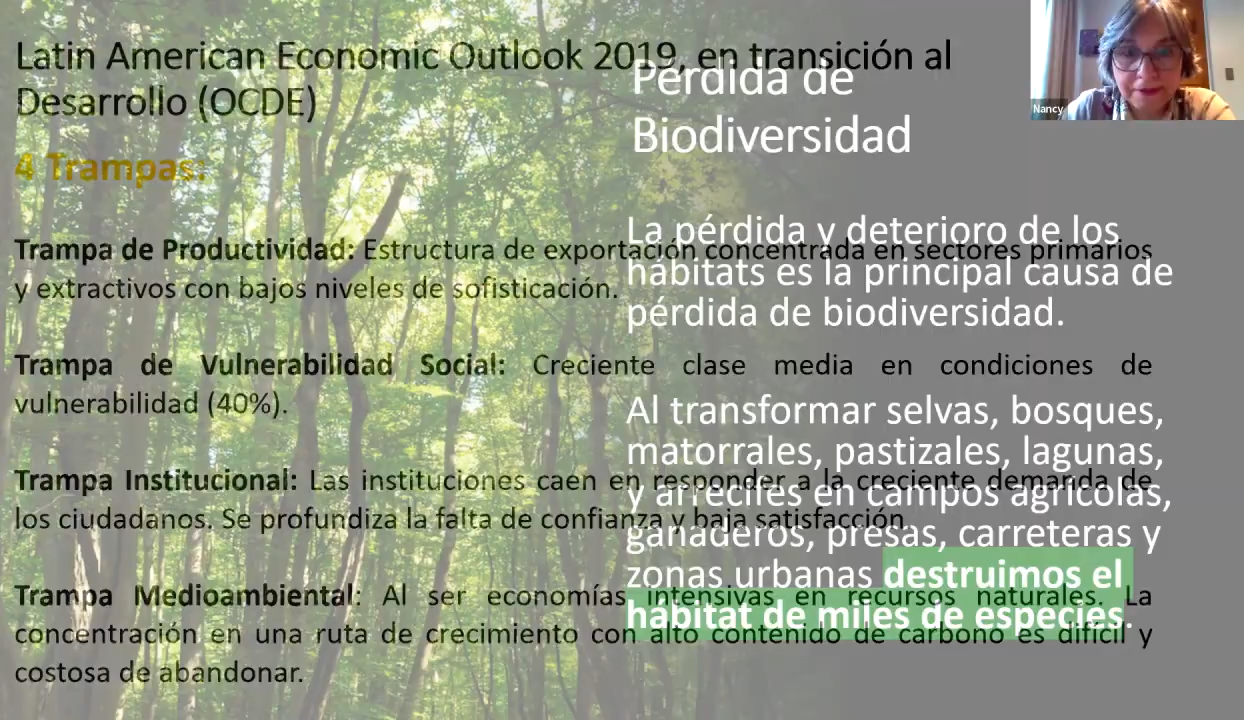 Latin American Economic Outlook 2019, en transición al
Desarrollo (OCDE)
4 Trampas:
Trampa de Productividad: Estructura de exportación concentrada en sectores primarios
y extractivos con bajos niveles de sofisticación.
Trampa de Vulnerabilidad Social: Creciente clase media en condiciones de
vulnerabilidad (40%).
Trampa Institucional: Las instituciones caen en responder a la creciente demanda de
los ciudadanos. Se profundiza la falta de confianza y baja satisfacción.
Trampa Medioambiental: Al ser economías intensivas en recursos naturales. La
concentración en una ruta de crecimiento con alto contenido de carbono es difícil y
costosa de abandonar.
Pérdida de
Biodiversidad
La pérdida y deterioro de los
hábitats es la principal causa de
pérdida de biodiversidad.
Al transformar selvas, bosques,
matorrales, pastizales, lagunas,
y arrecifes en campos agrícolas,
ganaderos, presas, carreteras y
zonas urbanas destruimos el
hábitat de miles de especies.
Nancy